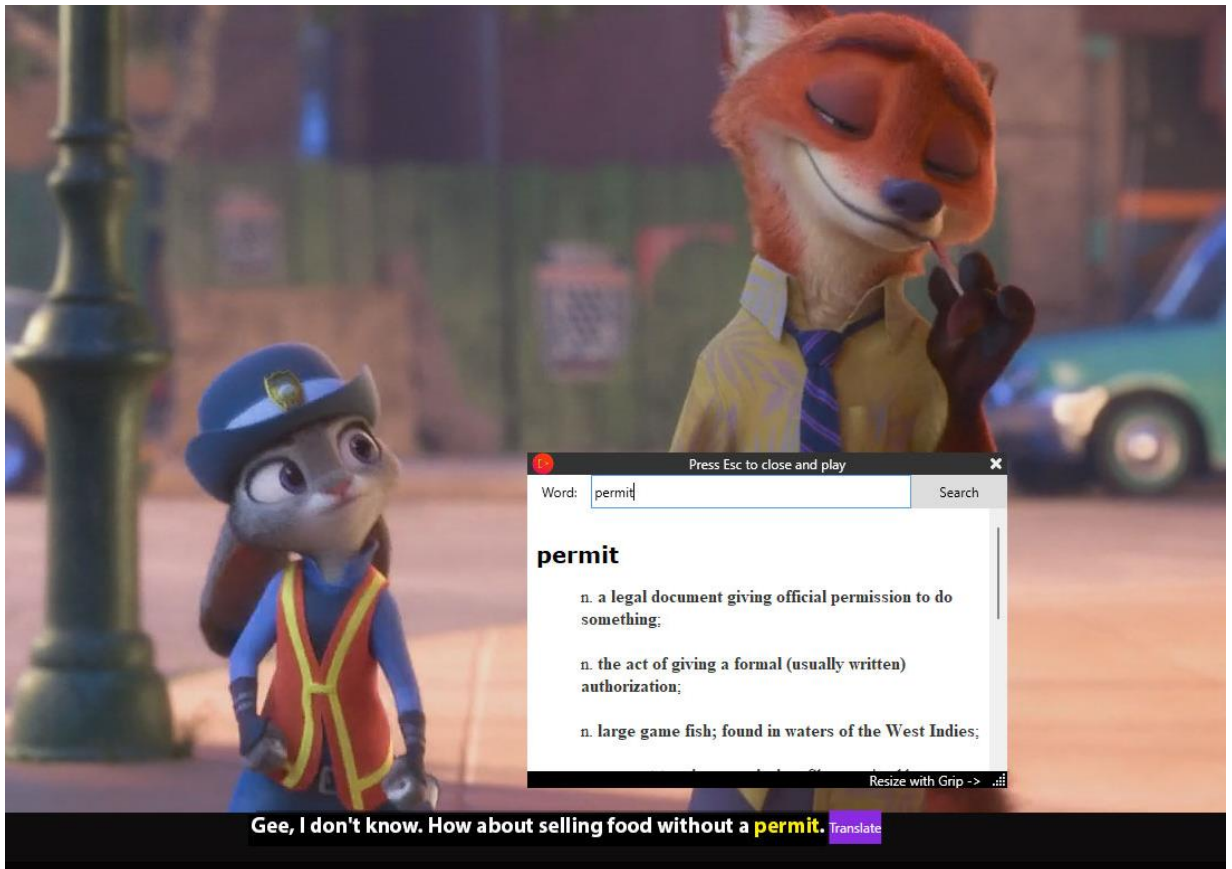 Press Esc to close and play
Word: permit Search
permit
n. a legal document giving official permission to do
something;
n. the act of giving a formal (usually written)
authorization;
n. large game fish; found in waters of the West Indies;
Resize with Grip ->
Gee, I don't know. How about selling food without a permit. Translate